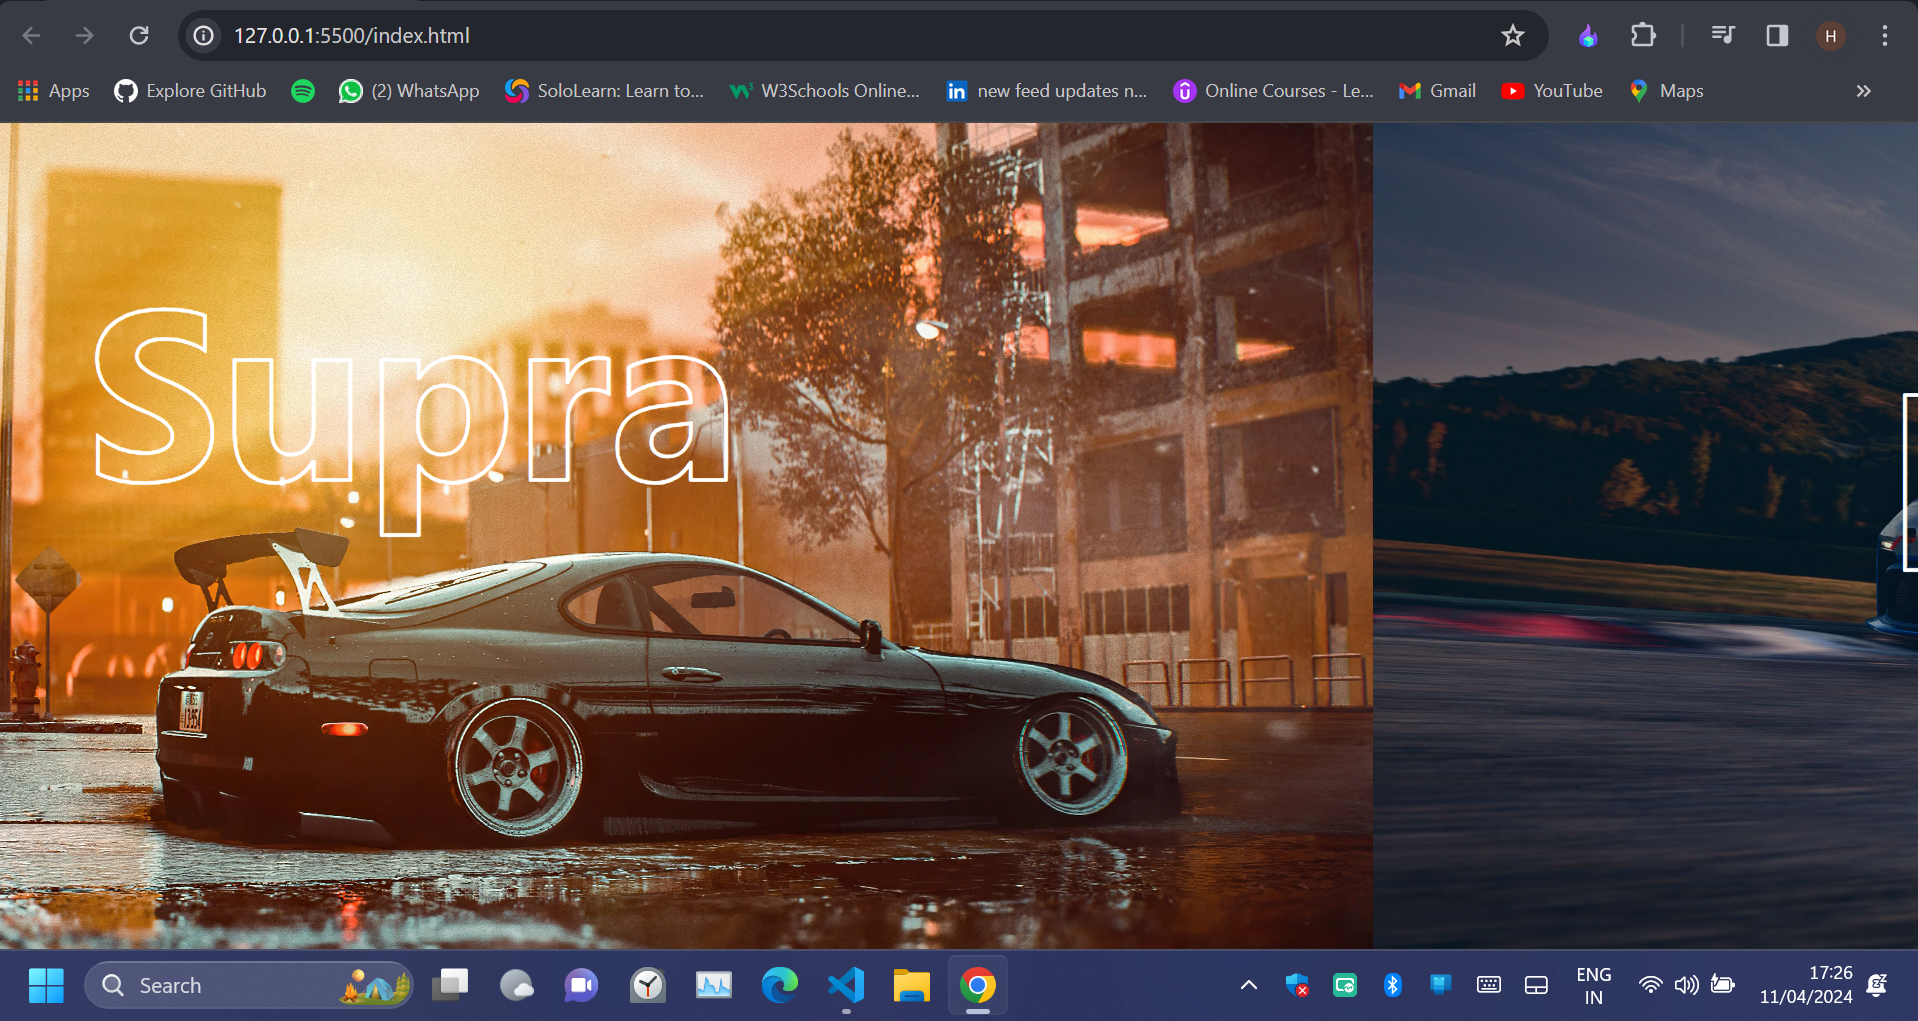 127.0.0.1:5500/index.html
H
Apps
Explore GitHub
(2) WhatsApp
SoloLearn: Learn to...
W3Schools Online...
new feed updates n...
Online Courses - Le...
Gmail
YouTube
Maps
»
Supra
Search
ENG
IN
17:26
11/04/2024